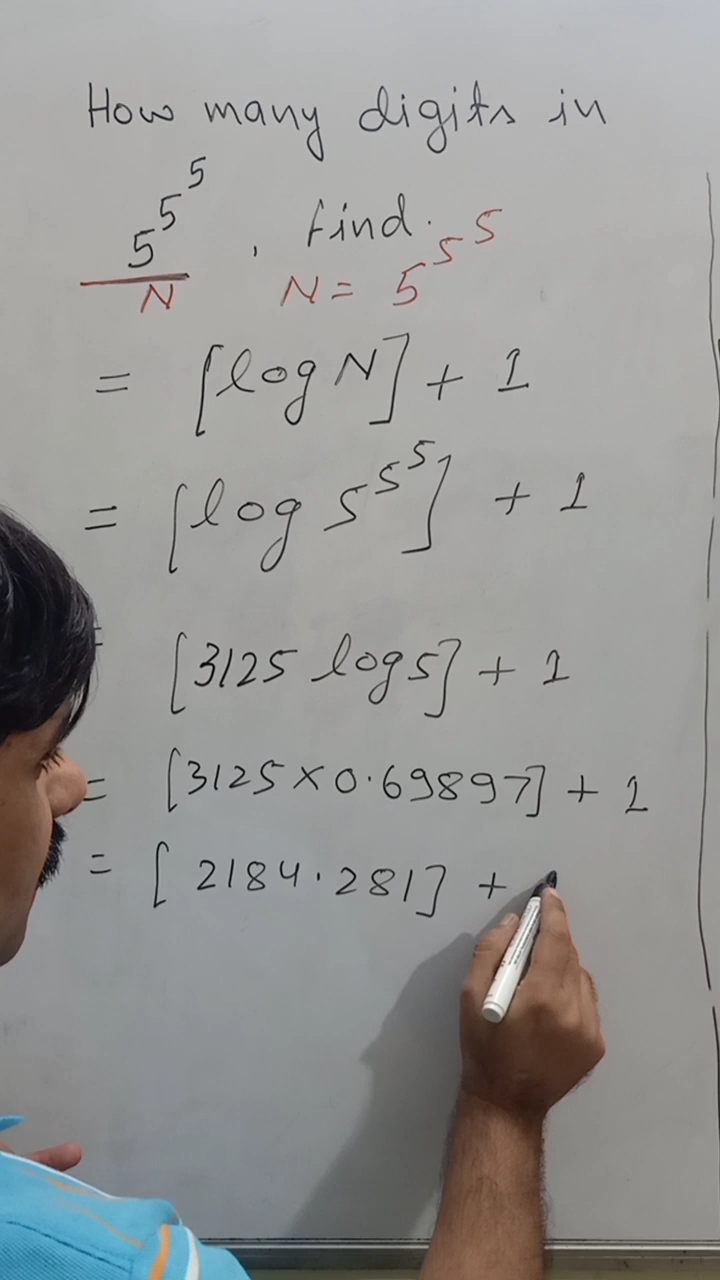 How many digits in
5^5^5, find.
N N = 5^5^5
= [log N] + 1
= [log 5^5^5] + 1
= [3125 log 5] + 1
= [3125 × 0.69897] + 1
= [2184.281] +